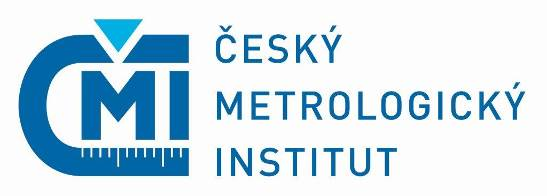 ČMI
ČESKÝ
METROLOGICKÝ
INSTITUT